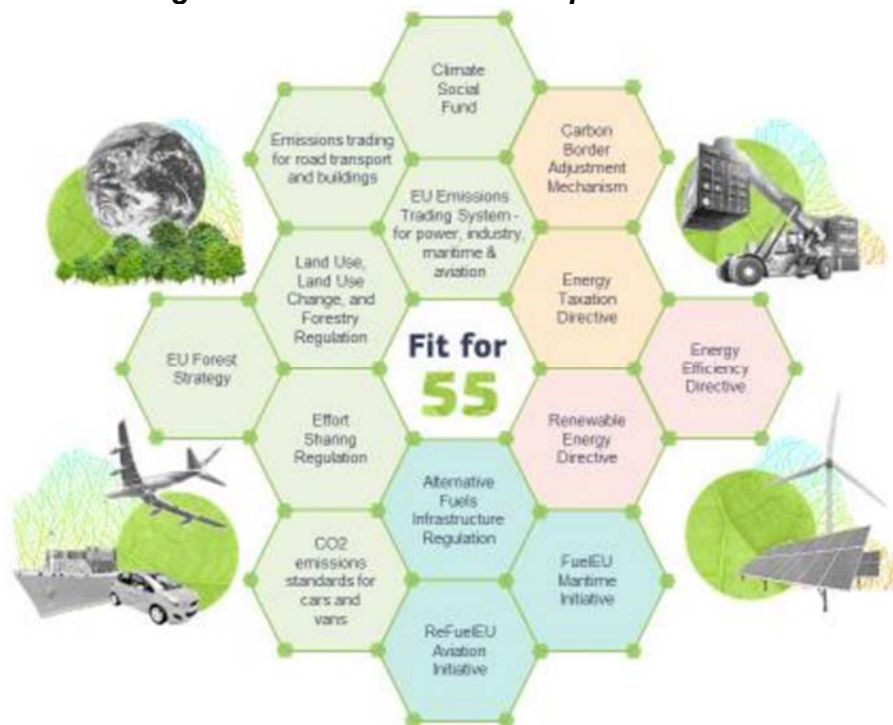 Climate
Social
Fund
Emissions trading
for road transport
and buildings
Carbon
Border
Adjustment
Mechanism
EU Emissions
Trading System -
for power, industry,
maritime &
aviation
Land Use,
Land Use
Change, and
Forestry
Regulation
Energy
Taxation
Directive
EU Forest
Strategy
Fit for
55
Energy
Efficiency
Directive
Effort
Sharing
Regulation
Renewable
Energy
Directive
Alternative
Fuels
Infrastructure
Regulation
CO2
emissions
standards for
cars and
vans
FuelEU
Maritime
Initiative
ReFuelEU
Aviation
Initiative